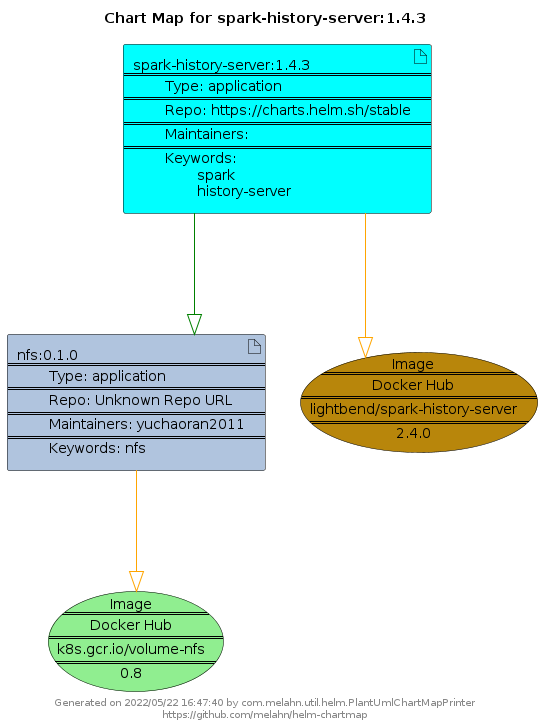 Chart Map for spark-history-server:1.4.3
spark-history-server:1.4.3
Type: application
Repo: https://charts.helm.sh/stable
Maintainers:
Keywords:
spark
history-server
nfs:0.1.0
Type: application
Repo: Unknown Repo URL
Maintainers: yuchaoran2011
Keywords: nfs
Image
Docker Hub
lightbend/spark-history-server
2.4.0
Image
Docker Hub
k8s.gcr.io/volume-nfs
0.8
Generated on 2022/05/22 16:47:40 by com.melahn.util.helm.PlantUmlChartMapPrinter
https://github.com/melahn/helm-chartmap